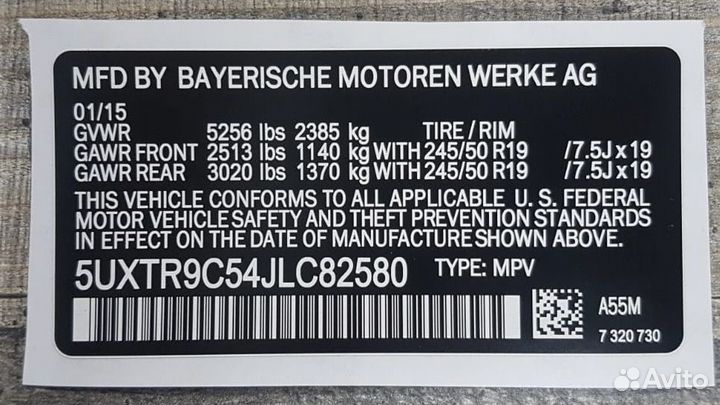 MFD BY BAYERISCHE MOTOREN WERKE AG
01/15
GVWR 5256 lbs 2385 kg TIRE/RIM
GAWR FRONT 2513 lbs 1140 kg WITH 245/50 R19 /7.5J x 19
GAWR REAR 3020 lbs 1370 kg WITH 245/50 R19 /7.5J x 19
THIS VEHICLE CONFORMS TO ALL APPLICABLE U. S. FEDERAL
MOTOR VEHICLE SAFETY AND THEFT PREVENTION STANDARDS
IN EFFECT ON THE DATE OF MANUFACTURE SHOWN ABOVE.
5UXTR9C54JLC82580 TYPE: MPV
A55M
7 320 730
Avito